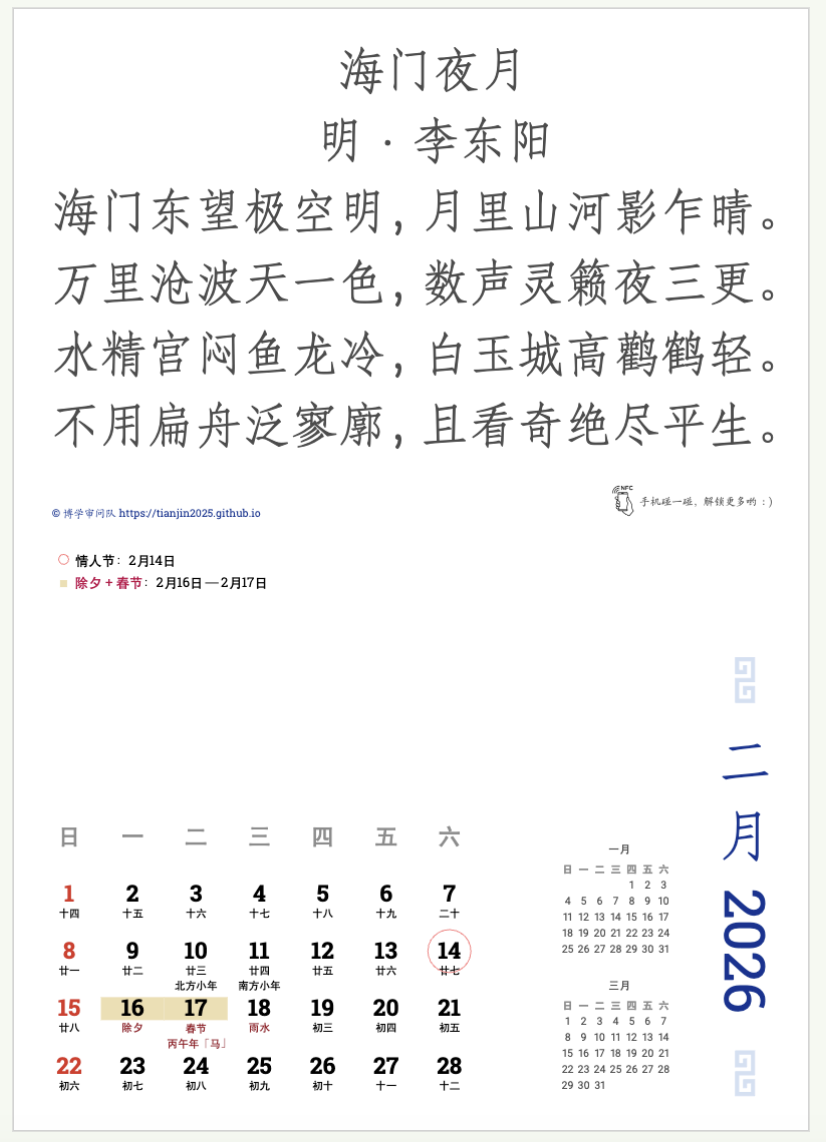 海门夜月
明 · 李东阳
海门东望极空明，月里山河影乍晴。
万里沧波天一色，数声灵籁夜三更。
水精宫闷鱼龙冷，白玉城高鹳鹤轻。
不用扁舟泛寥廓，且看奇绝尽平生。
NFC
手机碰一碰，解锁更多哟 : )
© 博学审问队 https://tianjin2025.github.io
情人节：2月14日
除夕 + 春节：2月16日 — 2月17日
二月 2026
日 一 二 三 四 五 六
1 2 3 4 5 6 7
十四 十五 十六 十七 十八 十九 二十
8 9 10 11 12 13 14
廿一 廿二 廿三 廿四 廿五 廿六 廿七
北方小年 南方小年
15 16 17 18 19 20 21
廿八 除夕 春节 雨水 初三 初四 初五
丙午年「马」
22 23 24 25 26 27 28
初六 初七 初八 初九 初十 十一 十二
一月
日 一 二 三 四 五 六
1 2 3
4 5 6 7 8 9 10
11 12 13 14 15 16 17
18 19 20 21 22 23 24
25 26 27 28 29 30 31
三月
日 一 二 三 四 五 六
1 2 3 4 5 6 7
8 9 10 11 12 13 14
15 16 17 18 19 20 21
22 23 24 25 26 27 28
29 30 31